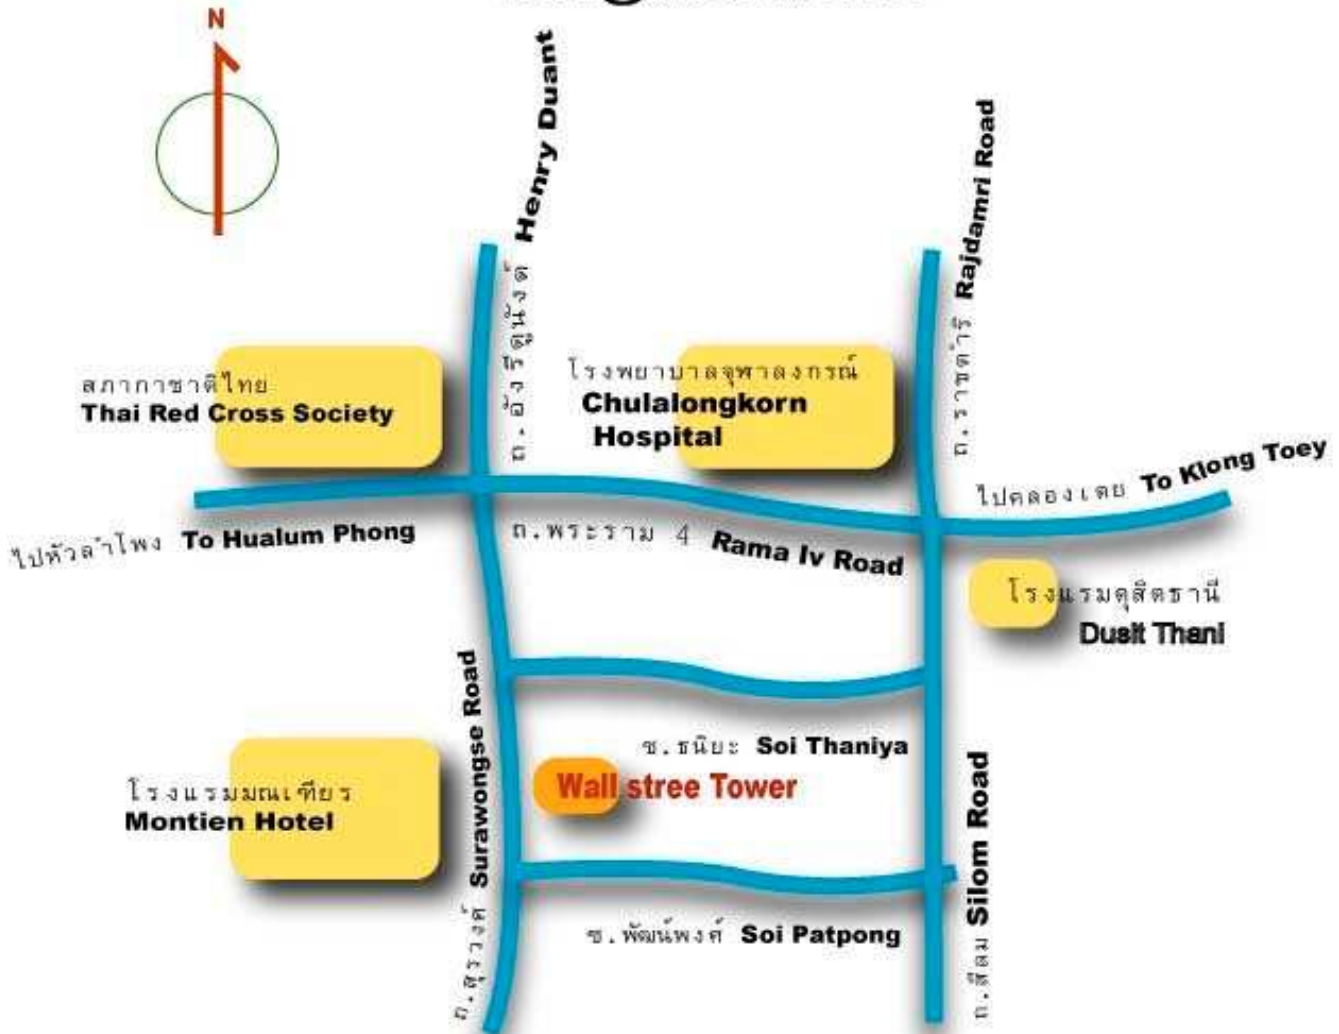 N
Henry Duant
ถ.อังรีดูนังต์
Rajdamri Road
ถ.ราชดำริ
สภากาชาดไทย
Thai Red Cross Society
โรงพยาบาลจุฬาลงกรณ์
Chulalongkorn
Hospital
ไปคลองเตย To Klong Toey
ไปหัวลำโพง To Hualum Phong
ถ.พระราม 4 Rama Iv Road
โรงแรมดุสิตธานี
Dusit Thani
ซ.ธนิยะ Soi Thaniya
Wall stree Tower
โรงแรมมณเฑียร
Montien Hotel
ถ.สุรวงค์ Surawongse Road
ถ.สีลม Silom Road
ซ.พัฒน์พงศ์ Soi Patpong